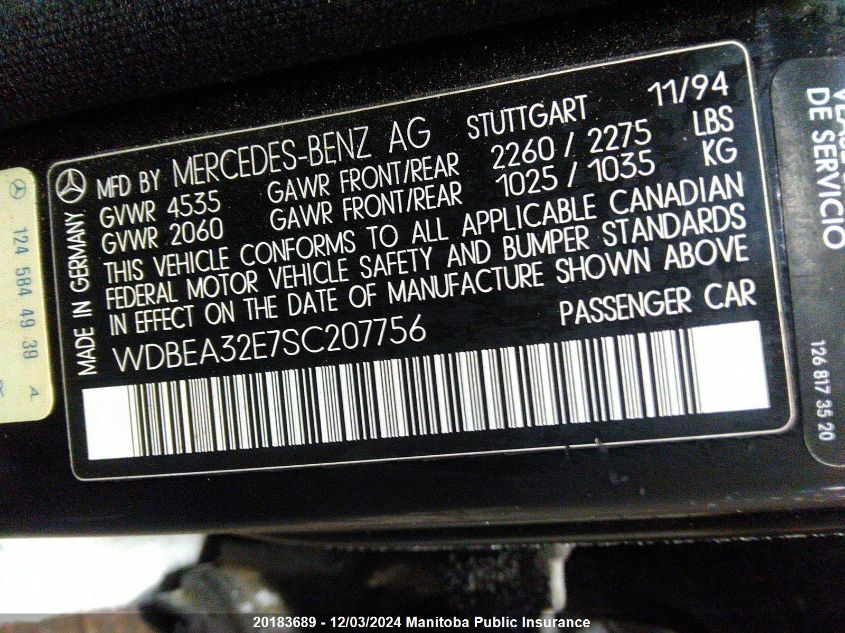 MFD BY MERCEDES-BENZ AG STUTTGART 11/94
GVWR 4535 GAWR FRONT/REAR 2260 / 2275 LBS
GVWR 2060 GAWR FRONT/REAR 1025 / 1035 KG
THIS VEHICLE CONFORMS TO ALL APPLICABLE CANADIAN
FEDERAL MOTOR VEHICLE SAFETY AND BUMPER STANDARDS
IN EFFECT ON THE DATE OF MANUFACTURE SHOWN ABOVE
WDBEA32E7SC207756 PASSENGER CAR
MADE IN GERMANY
124 584 49 39 A
DE SERVICIO
126 817 35 20
20183689 - 12/03/2024 Manitoba Public Insurance